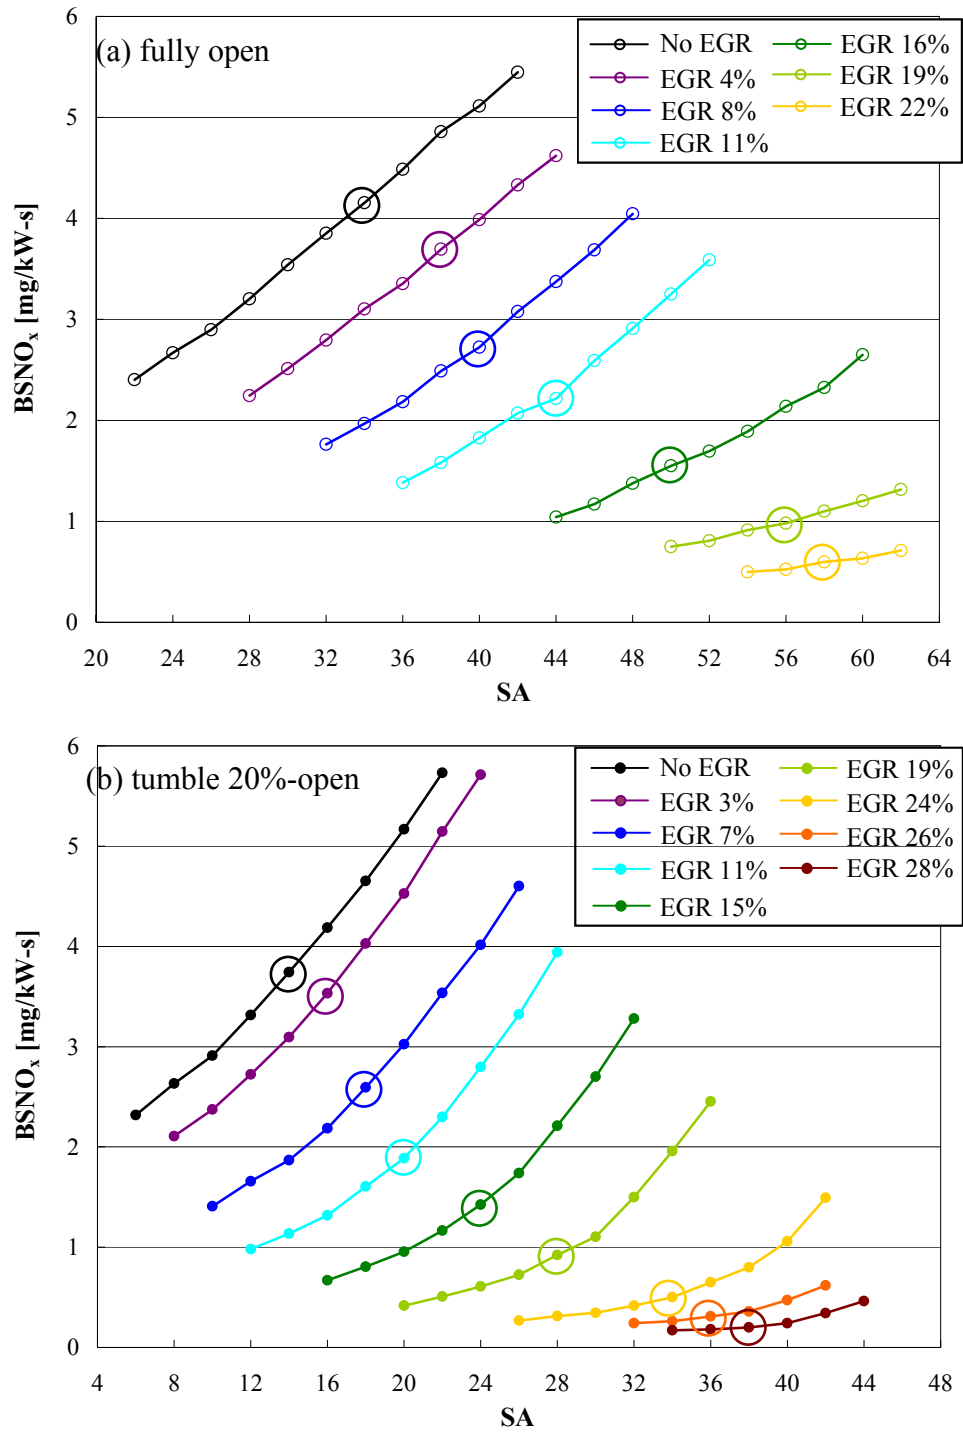 6
(a) fully open
No EGR
EGR 16%
EGR 4%
EGR 19%
EGR 8%
EGR 22%
EGR 11%
5
4
3
2
1
0
BSNOx [mg/kW-s]
20 24 28 32 36 40 44 48 52 56 60 64
SA
6
(b) tumble 20%-open
No EGR
EGR 19%
EGR 3%
EGR 24%
EGR 7%
EGR 26%
EGR 11%
EGR 28%
EGR 15%
5
4
3
2
1
0
BSNOx [mg/kW-s]
4 8 12 16 20 24 28 32 36 40 44 48
SA